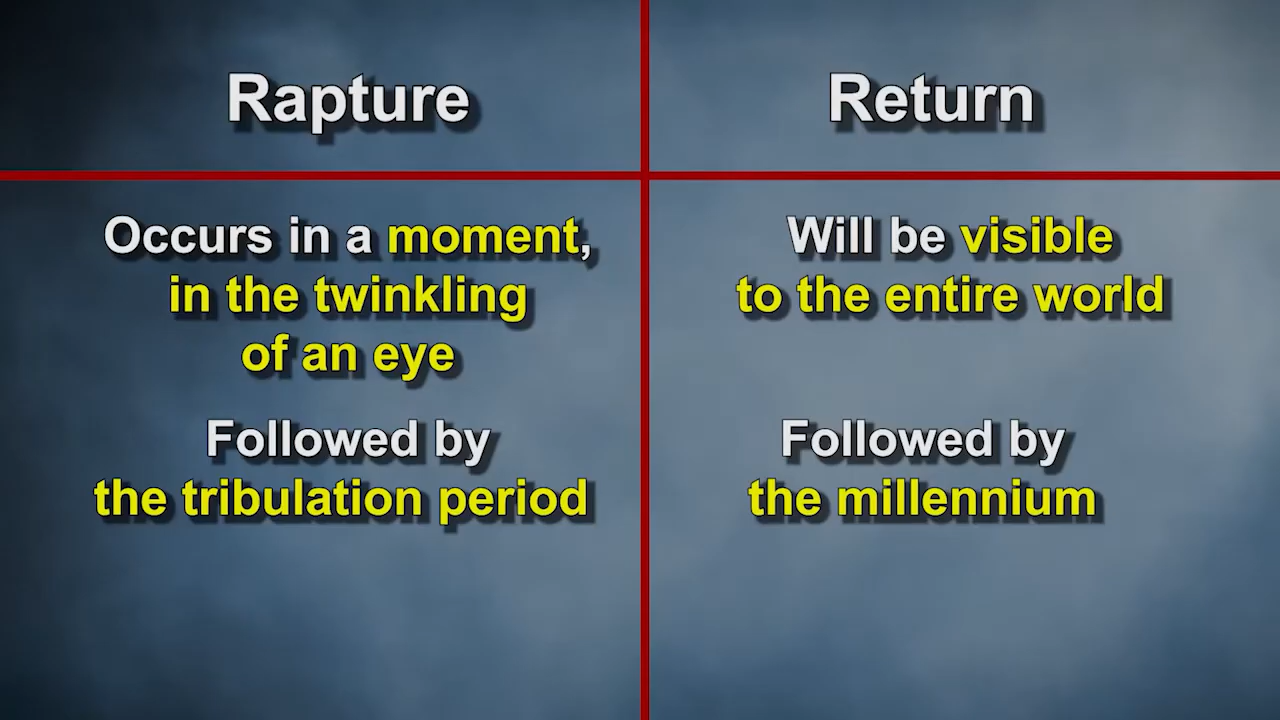 Rapture
Return
Occurs in a moment,
in the twinkling
of an eye
Will be visible
to the entire world
Followed by
the tribulation period
Followed by
the millennium